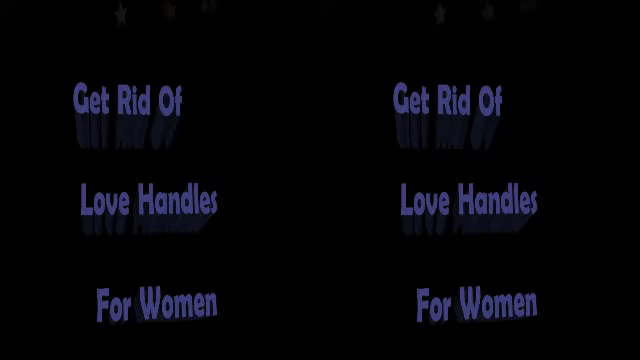 Get Rid Of Get Rid Of
Love Handles Love Handles
For Women For Women